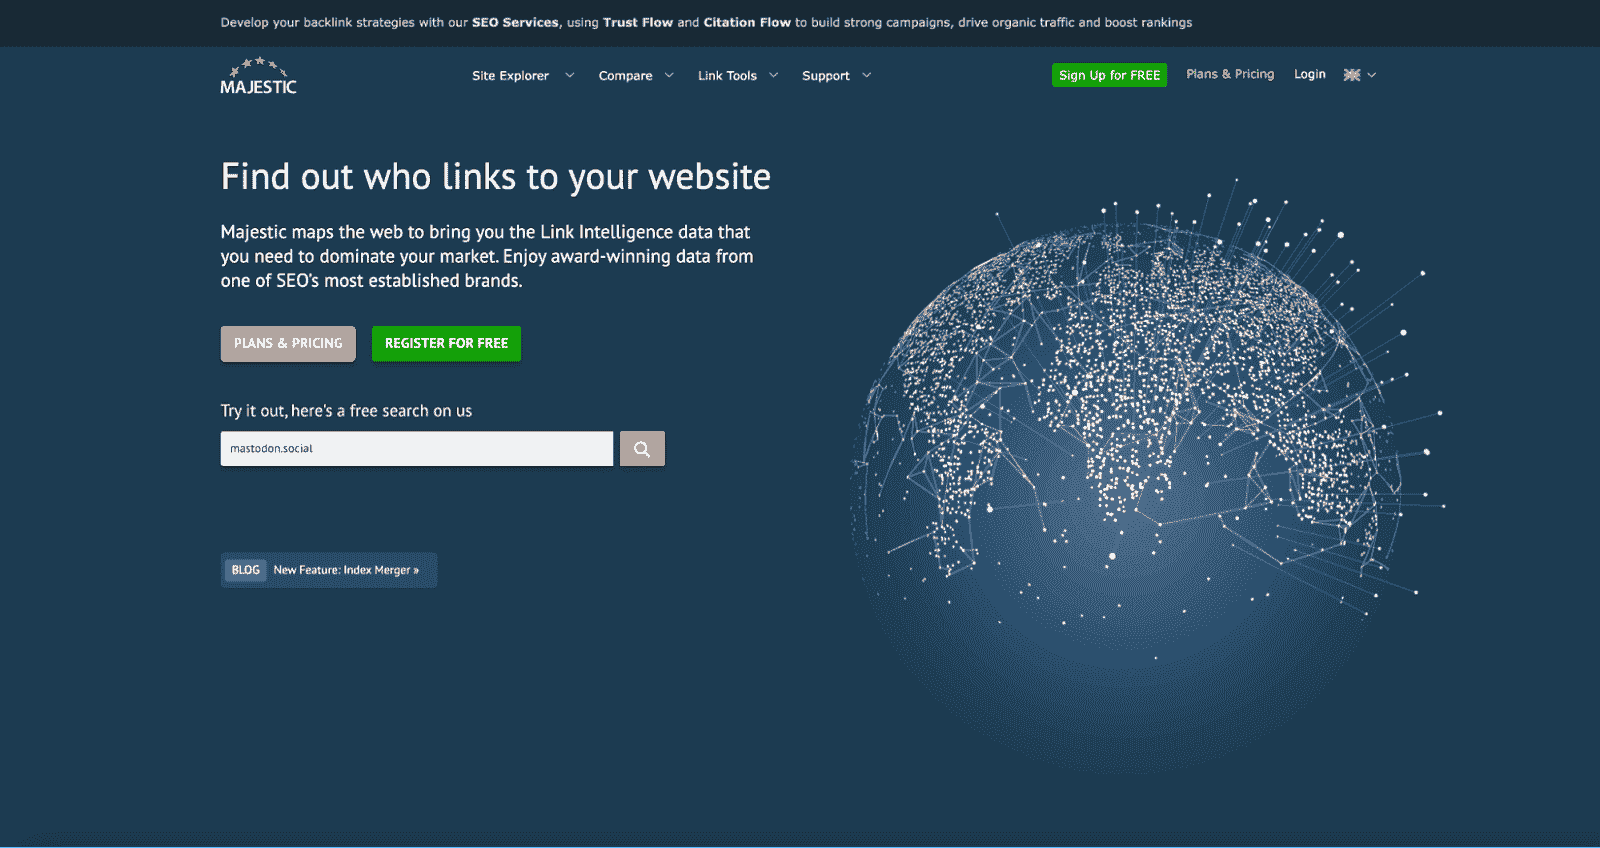 Develop your backlink strategies with our SEO Services, using Trust Flow and Citation Flow to build strong campaigns, drive organic traffic and boost rankings
MAJESTIC
Site Explorer
Compare
Link Tools
Support
Sign Up for FREE
Plans & Pricing
Login
Find out who links to your website
Majestic maps the web to bring you the Link Intelligence data that
you need to dominate your market. Enjoy award-winning data from
one of SEO's most established brands.
PLANS & PRICING
REGISTER FOR FREE
Try it out, here's a free search on us
mastodon.social
BLOG New Feature: Index Merger »